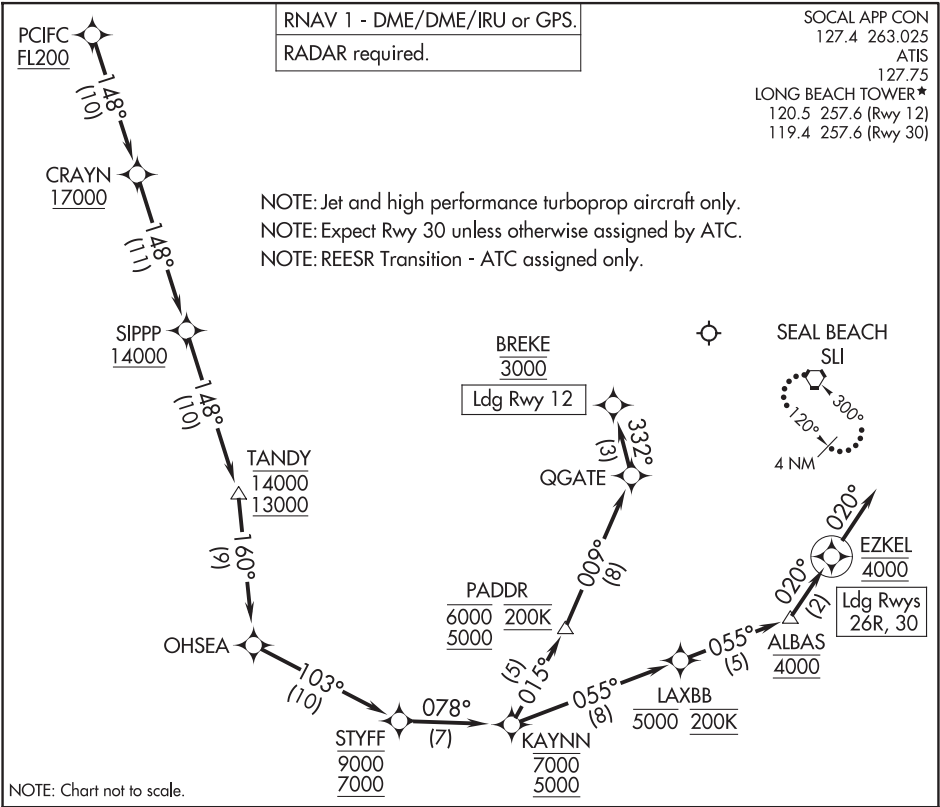 RNAV 1 - DME/DME/IRU or GPS.
RADAR required.
SOCAL APP CON
127.4 263.025
ATIS
127.75
LONG BEACH TOWER★
120.5 257.6 (Rwy 12)
119.4 257.6 (Rwy 30)
PCIFC
FL200
148°
(10)
CRAYN
17000
148°
(11)
SIPPP
14000
148°
(10)
TANDY
14000
13000
160°
(9)
OHSEA
103°
(10)
STYFF
9000
7000
078°
(7)
KAYNN
7000
5000
NOTE: Jet and high performance turboprop aircraft only.
NOTE: Expect Rwy 30 unless otherwise assigned by ATC.
NOTE: REESR Transition - ATC assigned only.
BREKE
3000
Ldg Rwy 12
332°
(3)
QGATE
009°
(8)
PADDR
6000 200K
5000
015°
(5)
055°
(8)
LAXBB
5000 200K
055°
(5)
ALBAS
4000
020°
(2)
EZKEL
4000
Ldg Rwys
26R, 30
020°
SEAL BEACH
SLI
300°
120°
4 NM
NOTE: Chart not to scale.